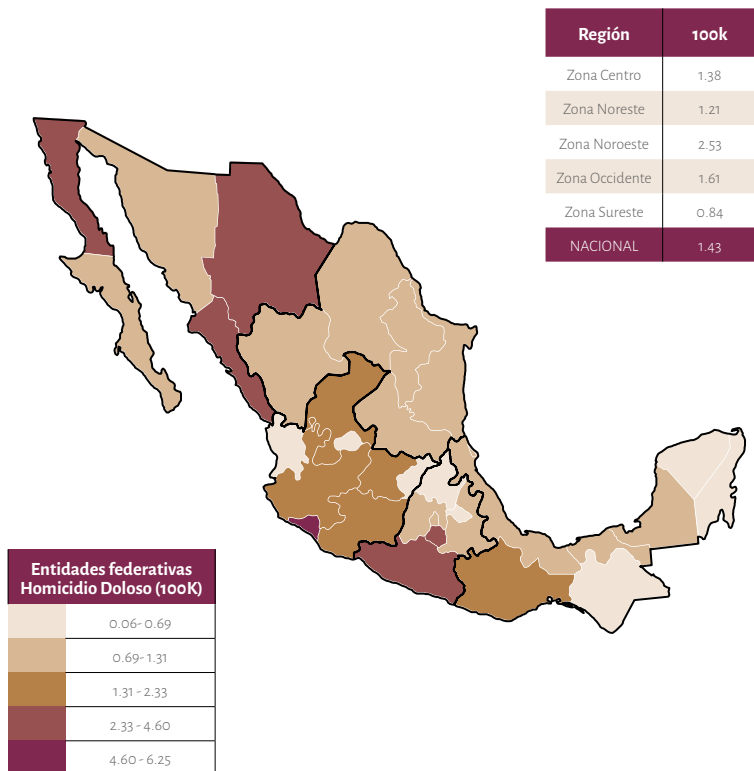 Región 100k
Zona Centro 1.38
Zona Noreste 1.21
Zona Noroeste 2.53
Zona Occidente 1.61
Zona Sureste 0.84
NACIONAL 1.43
Entidades federativas
Homicidio Doloso (100K)
0.06- 0.69
0.69- 1.31
1.31 - 2.33
2.33 - 4.60
4.60 - 6.25